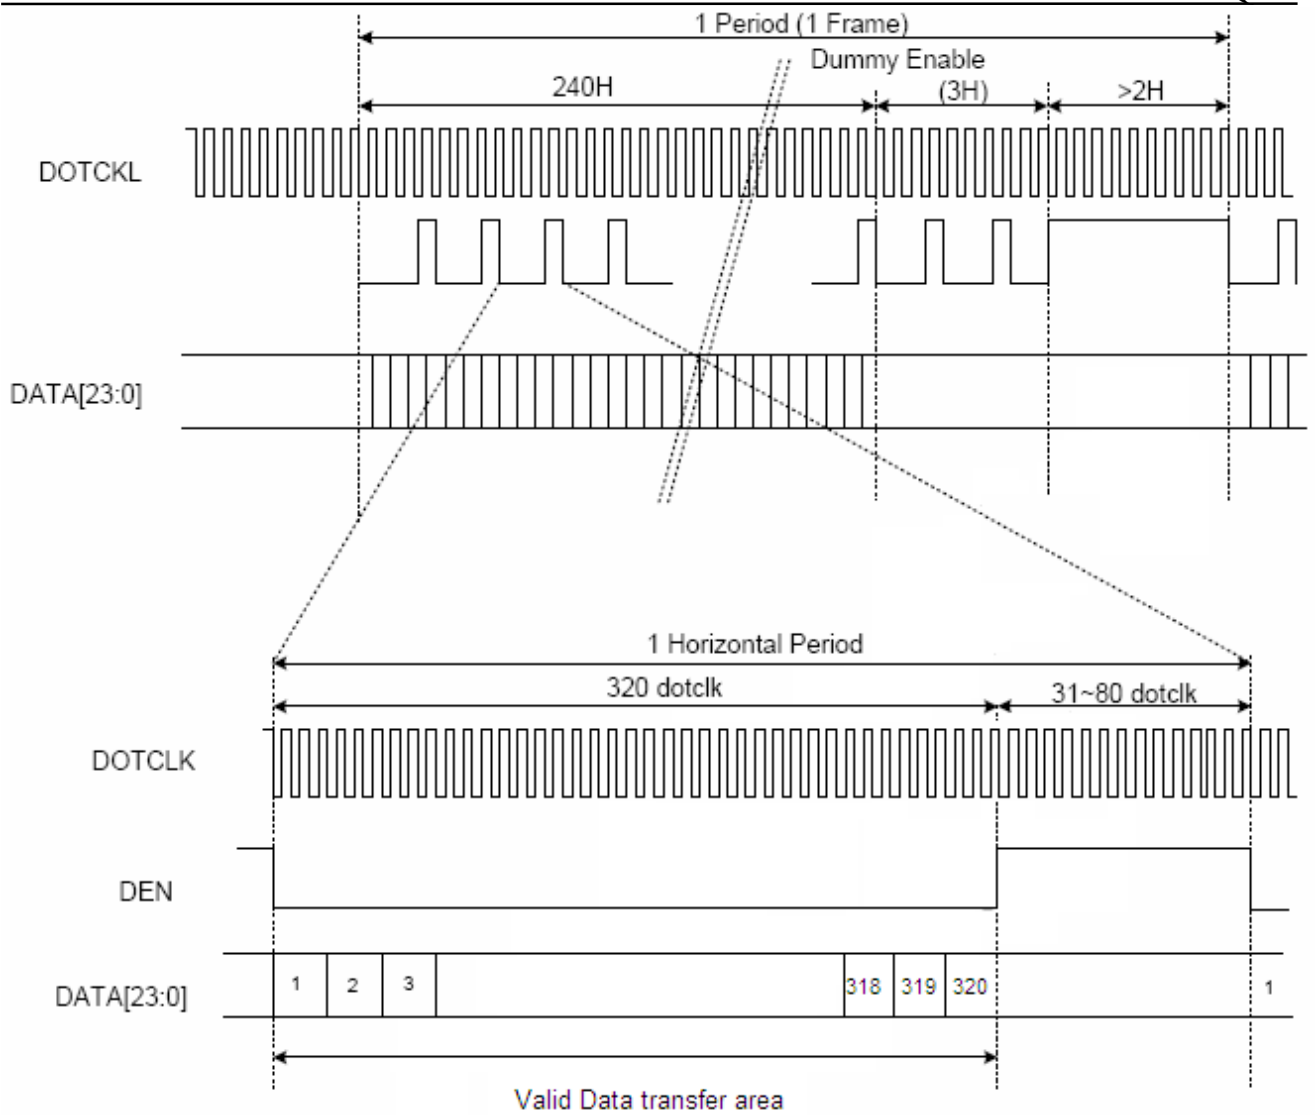 1 Period (1 Frame)
Dummy Enable
240H
(3H)
>2H
DOTCKL
DATA[23:0]
1 Horizontal Period
320 dotclk
31~80 dotclk
DOTCLK
DEN
DATA[23:0]
1
2
3
318
319
320
1
Valid Data transfer area